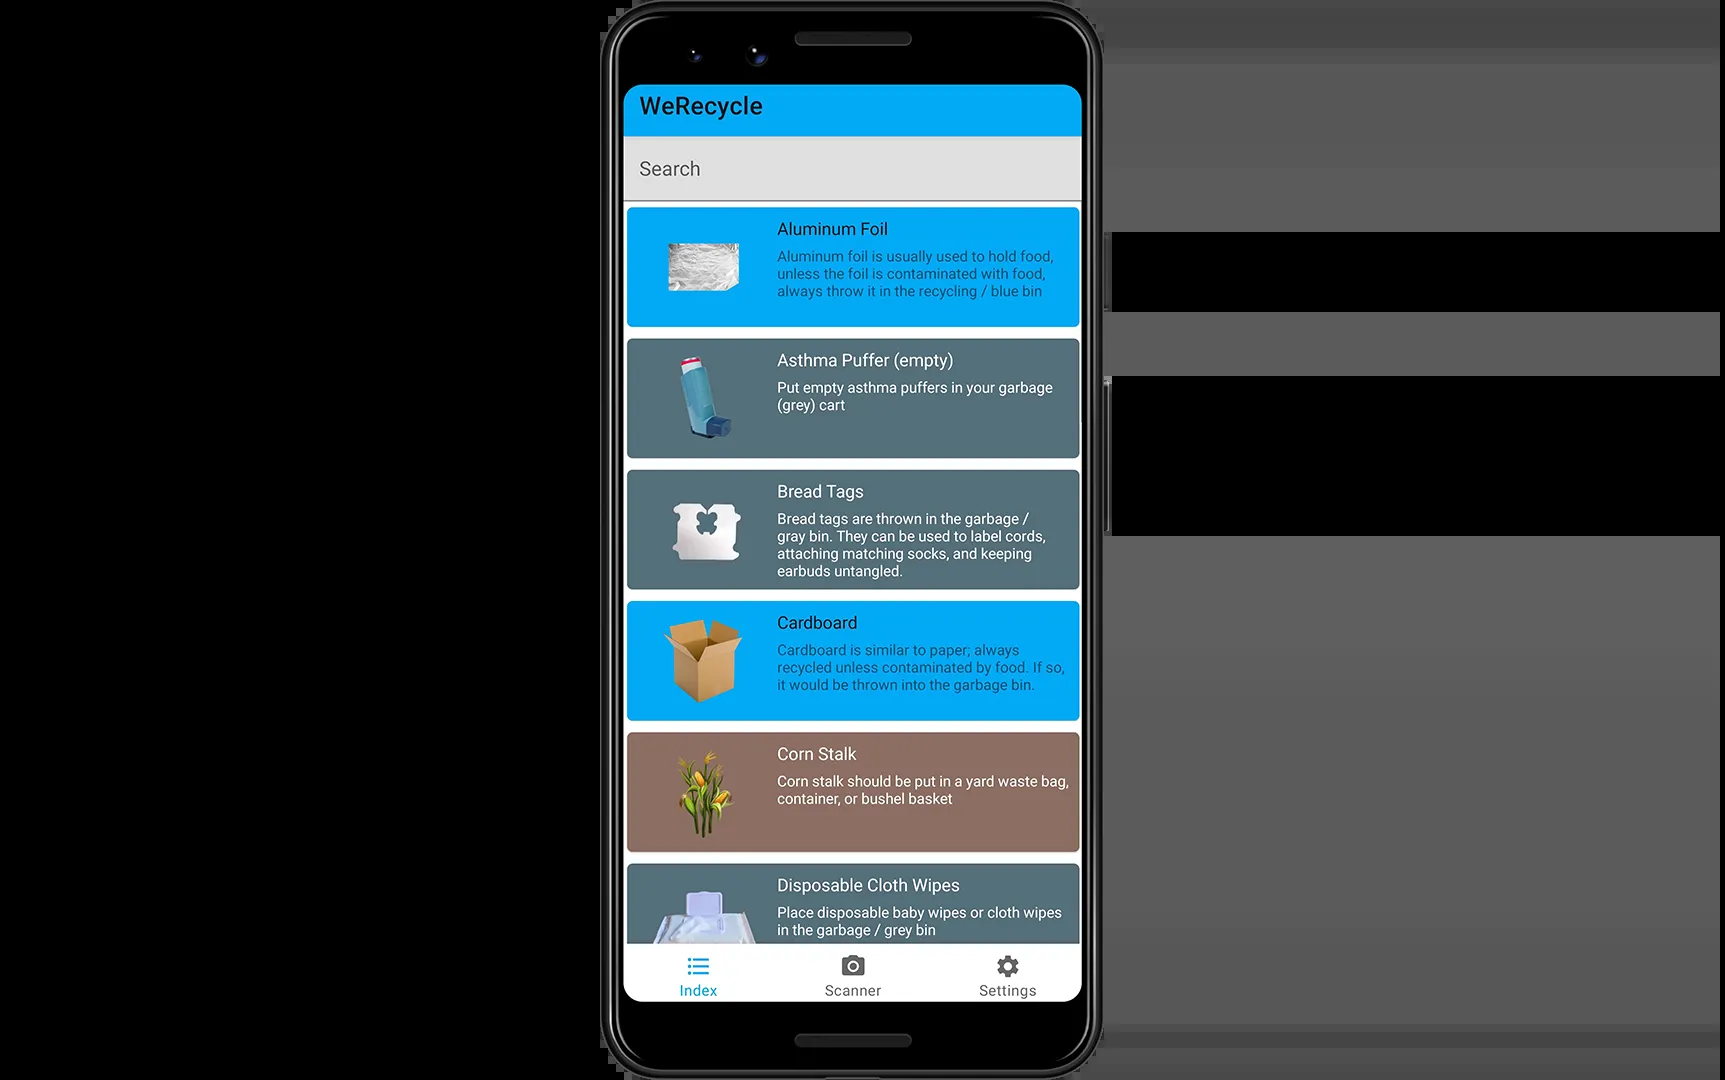 WeRecycle
Search
Aluminum Foil
Aluminum foil is usually used to hold food,
unless the foil is contaminated with food,
always throw it in the recycling / blue bin
Asthma Puffer (empty)
Put empty asthma puffers in your garbage
(grey) cart
Bread Tags
Bread tags are thrown in the garbage /
gray bin. They can be used to label cords,
attaching matching socks, and keeping
earbuds untangled.
Cardboard
Cardboard is similar to paper; always
recycled unless contaminated by food. If so,
it would be thrown into the garbage bin.
Corn Stalk
Corn stalk should be put in a yard waste bag,
container, or bushel basket
Disposable Cloth Wipes
Place disposable baby wipes or cloth wipes
in the garbage / grey bin
Index
Scanner
Settings